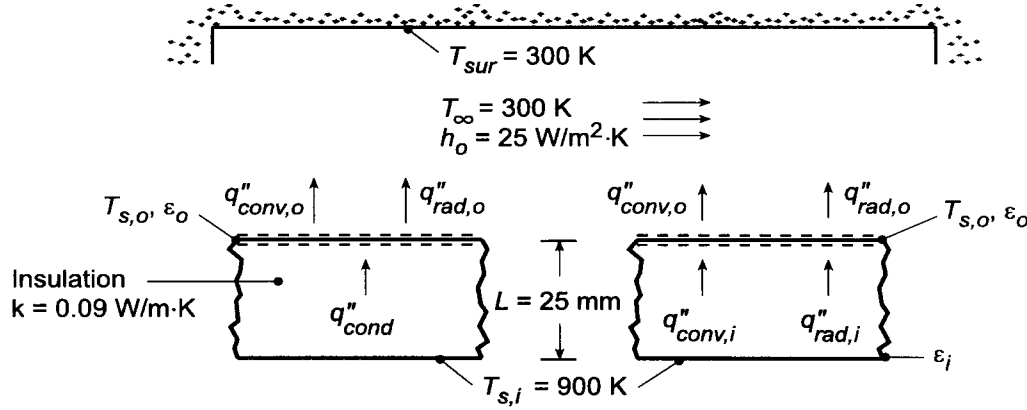 T_sur = 300 K
T_∞ = 300 K
h_o = 25 W/m²·K
q"_conv,o
q"_rad,o
q"_conv,o
q"_rad,o
T_s,o, ε_o
T_s,o, ε_o
Insulation
k = 0.09 W/m·K
q"_cond
L = 25 mm
q"_conv,i
q"_rad,i
T_s,i = 900 K
ε_i